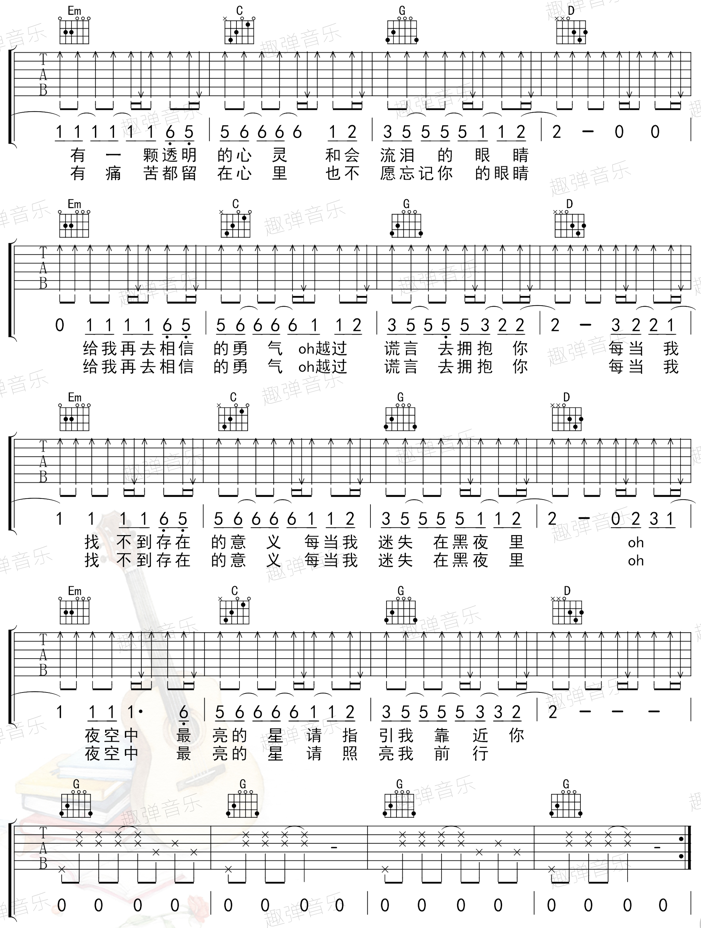 Em C G D
T
A
B
1 1 1 1 1 1 6 5 5 6 6 6 6 1 2 3 5 5 5 5 1 1 2 2 – 0 0
有 一 颗透明 的心 灵 和会 流泪 的 眼 睛
有 痛 苦都留 在心 里 也不 愿忘记你 的眼睛
Em C G D
T
A
B
0 1 1 1 1 6 5 5 6 6 6 6 1 1 2 3 5 5 5 5 3 2 2 2 – 3 2 2 1
给我再去相信 的勇 气 oh越过 谎言 去拥抱 你 每当 我
给我再去相信 的勇 气 oh越过 谎言 去拥抱 你 每当 我
Em C G D
T
A
B
1 1 1 1 6 5 5 6 6 6 6 1 1 2 3 5 5 5 5 1 1 2 2 – 0 2 3 1
找 不到存在 的意 义 每当我 迷失 在黑夜 里 oh
找 不到存在 的意 义 每当我 迷失 在黑夜 里 oh
Em C G D
T
A
B
1 1 1 1· 6 5 6 6 6 6 1 1 2 3 5 5 5 5 3 3 2 2 – – –
夜空中 最 亮的 星 请 指 引我 靠 近 你
夜空中 最 亮的 星 请 照 亮我 前 行
G G G G
T
A
B
0 0 0 0 0 0 0 0 0 0 0 0 0 0 0 0
趣弹音乐